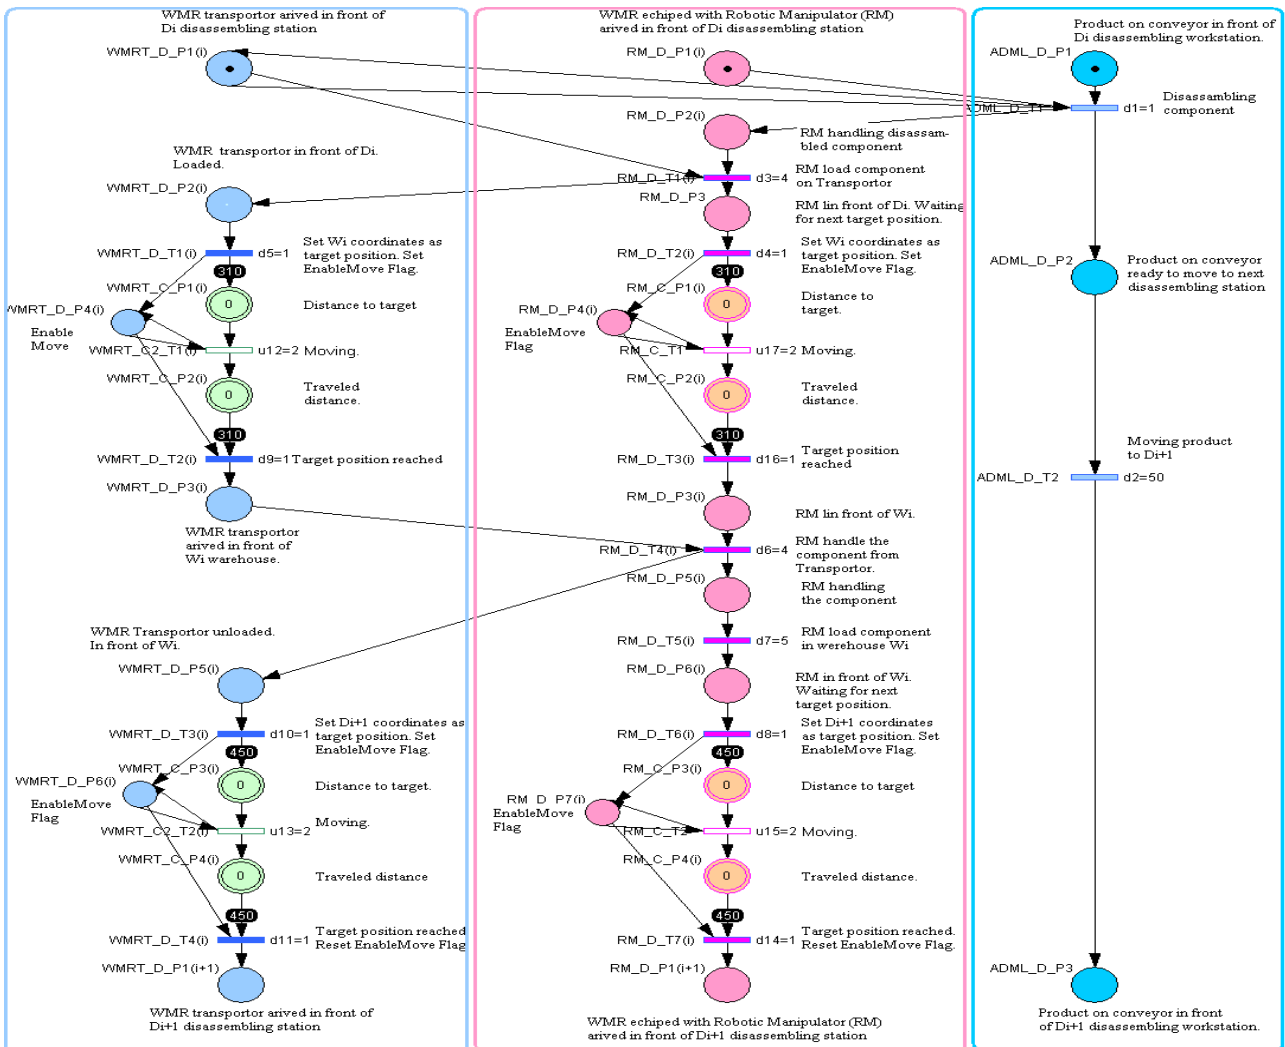 WMR transportor arived in front of
Di disassembling station
WMRT_D_P1(i)
WMR transportor in front of Di.
Loaded.
WMRT_D_P2(i)
WMRT_D_T1(i)
d5=1
Set Wi coordinates as
target position. Set
EnableMove Flag.
310
WMRT_C_P1(i)
0
Distance to target
WMRT_D_P4(i)
Enable
Move
WMRT_C2_T1(i)
u12=2
Moving.
WMRT_C_P2(i)
0
Traveled
distance.
310
WMRT_D_T2(i)
d9=1
Target position reached
WMRT_D_P3(i)
WMR transportor
arived in front of
Wi warehouse.
WMR Transportor unloaded.
In front of Wi.
WMRT_D_P5(i)
WMRT_D_T3(i)
d10=1
Set Di+1 coordinates as
target position. Set
EnableMove Flag.
450
WMRT_C_P3(i)
0
Distance to target.
WMRT_D_P6(i)
EnableMove
Flag
WMRT_C2_T2(i)
u13=2
Moving.
WMRT_C_P4(i)
0
Traveled distance
450
WMRT_D_T4(i)
d11=1
Target position reached
Reset EnableMove Flag
WMRT_D_P1(i+1)
WMR transportor arived in front of
Di+1 disassembling station
WMR echiped with Robotic Manipulator (RM)
arived in front of Di disassembling station
RM_D_P1(i)
RM_D_P2(i)
RM handling disassam-
bled component
RM_D_T1(i)
d3=4
RM load component
on Transportor
RM_D_P3
RM lin front of Di. Waiting
for next target position.
RM_D_T2(i)
d4=1
Set Wi coordinates as
target position. Set
EnableMove Flag.
310
RM_C_P1(i)
0
Distance to
target.
RM_D_P4(i)
EnableMove
Flag
RM_C_T1
u17=2
Moving.
RM_C_P2(i)
0
Traveled
distance.
310
RM_D_T3(i)
d16=1
Target position
reached
RM_D_P3(i)
RM lin front of Wi.
RM_D_T4(i)
d6=4
RM handle the
component from
Transportor.
RM_D_P5(i)
RM handling
the component
RM_D_T5(i)
d7=5
RM load component
in werehouse Wi
RM_D_P6(i)
RM in front of Wi.
Waiting for next
target position.
RM_D_T6(i)
d8=1
Set Di+1 coordinates
as target position. Set
EnableMove Flag.
450
RM_C_P3(i)
0
Distance to target
RM_D_P7(i)
EnableMove
Flag
RM_C_T2
u15=2
Moving.
RM_C_P4(i)
0
Traveled distance.
450
RM_D_T7(i)
d14=1
Target position reached.
Reset EnableMove Flag.
RM_D_P1(i+1)
WMR echiped with Robotic Manipulator (RM)
arived in front of Di+1 disassembling station
Product on conveyor in front of
Di disassembling workstation.
ADML_D_P1
ADML_D_T1
d1=1
Disassambling
component
ADML_D_P2
Product on conveyor
ready to move to next
disassembling station
Moving product
to Di+1
ADML_D_T2
d2=50
ADML_D_P3
Product on conveyor in front
of Di+1 disassembling workstation.